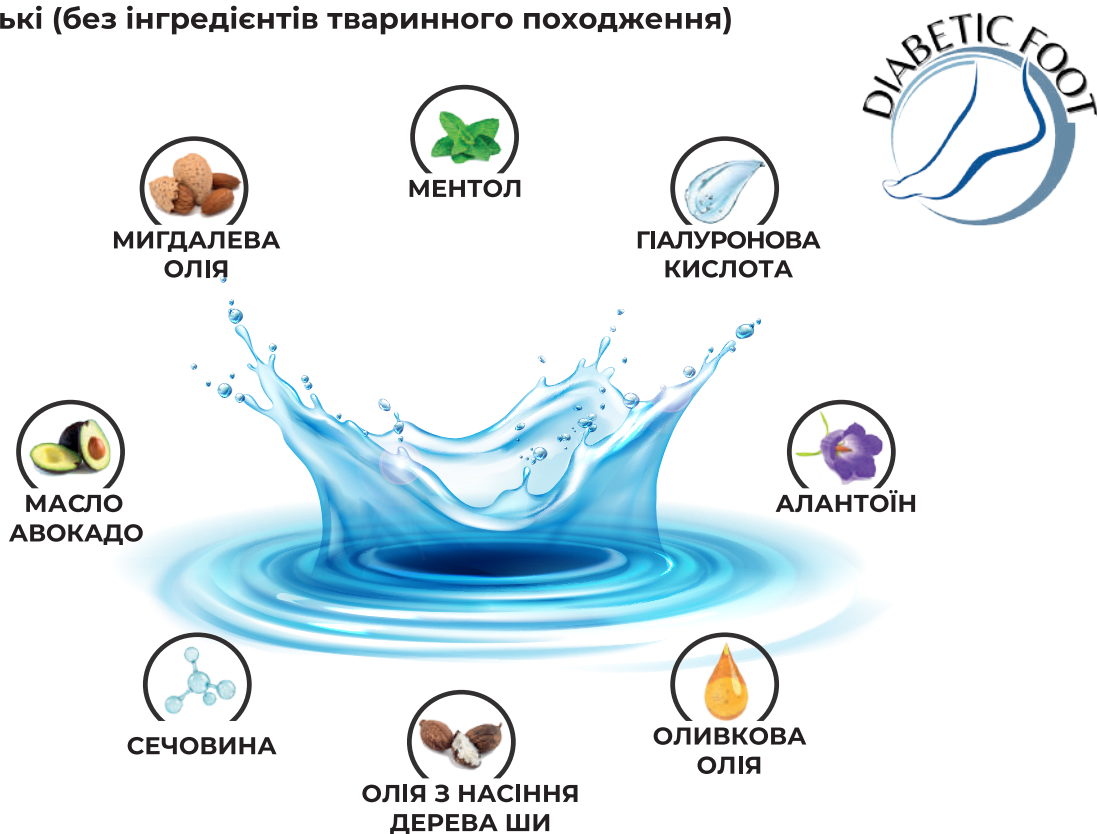 (без інгредієнтів тваринного походження)
DIABETIC FOOT
МЕНТОЛ
МИГДАЛЕВА
ОЛІЯ
ГІАЛУРОНОВА
КИСЛОТА
МАСЛО
АВОКАДО
АЛАНТОЇН
СЕЧОВИНА
ОЛИВКОВА
ОЛІЯ
ОЛІЯ З НАСІННЯ
ДЕРЕВА ШИ